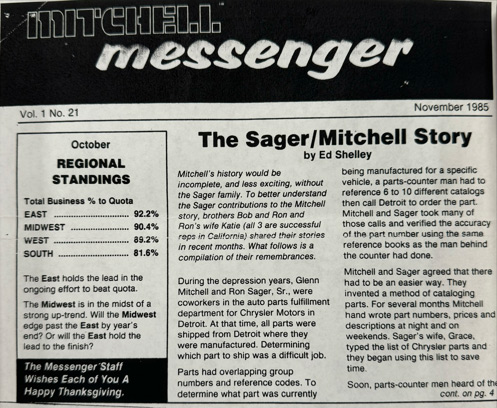 MITCHELL
messenger
Vol. 1 No. 21
November 1985
October
REGIONAL
STANDINGS
Total Business % to Quota
EAST .......................... 92.2%
MIDWEST .................. 90.4%
WEST ......................... 89.2%
SOUTH ....................... 81.6%
The East holds the lead in the
ongoing effort to beat quota.
The Midwest is in the midst of a
strong up-trend. Will the Midwest
edge past the East by year's
end? Or will the East hold the
lead to the finish?
The Messenger Staff
Wishes Each of You A
Happy Thanksgiving.
The Sager/Mitchell Story
by Ed Shelley
Mitchell's history would be
incomplete, and less exciting, without
the Sager family. To better understand
the Sager contributions to the Mitchell
story, brothers Bob and Ron and
Ron's wife Katie (all 3 are successful
reps in California) shared their stories
in recent months. What follows is a
compilation of their remembrances.
During the depression years, Glenn
Mitchell and Ron Sager, Sr., were
coworkers in the auto parts fulfillment
department for Chrysler Motors in
Detroit. At that time, all parts were
shipped from Detroit where they
were manufactured. Determining
which part to ship was a difficult job.
Parts had overlapping group
numbers and reference codes. To
determine what part was currently
being manufactured for a specific
vehicle, a parts-counter man had to
reference 6 to 10 different catalogs
then call Detroit to order the part.
Mitchell and Sager took many of
those calls and verified the accuracy
of the part number using the same
reference books as the man behind
the counter had done.
Mitchell and Sager agreed that there
had to be an easier way. They
invented a method of cataloging
parts. For several months Mitchell
hand wrote part numbers, prices and
descriptions at night and on
weekends. Sager's wife, Grace,
typed the list of Chrysler parts and
they began using this list to save
time.
Soon, parts-counter men heard of the
cont. on pg. 4